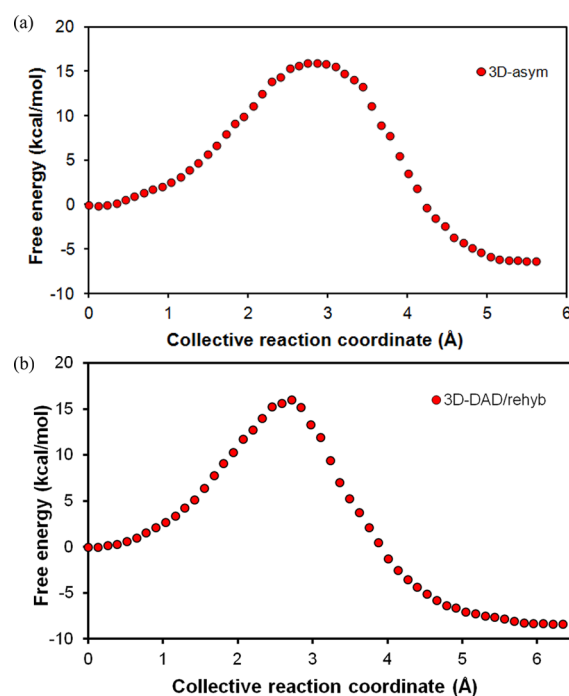 (a)
20
15
10
5
0
-5
-10
Free energy (kcal/mol)
3D-asym
0 1 2 3 4 5 6
Collective reaction coordinate (Å)
(b)
20
15
10
5
0
-5
-10
Free energy (kcal/mol)
3D-DAD/rehyb
0 1 2 3 4 5 6
Collective reaction coordinate (Å)